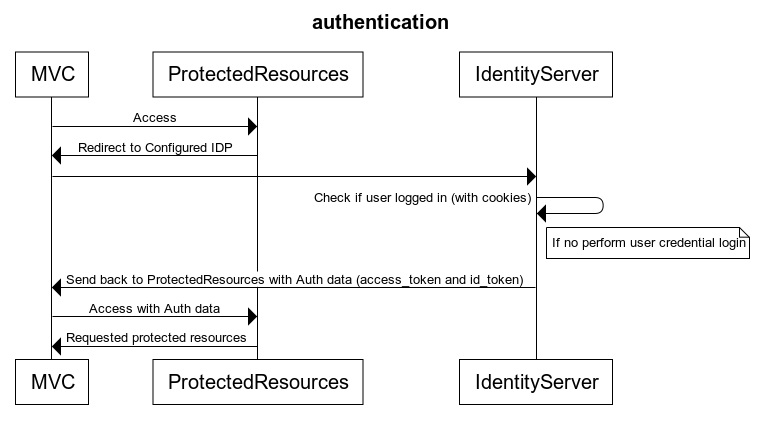 authentication
MVC
ProtectedResources
IdentityServer
Access
Redirect to Configured IDP
Check if user logged in (with cookies)
If no perform user credential login
Send back to ProtectedResources with Auth data (access_token and id_token)
Access with Auth data
Requested protected resources
MVC
ProtectedResources
IdentityServer